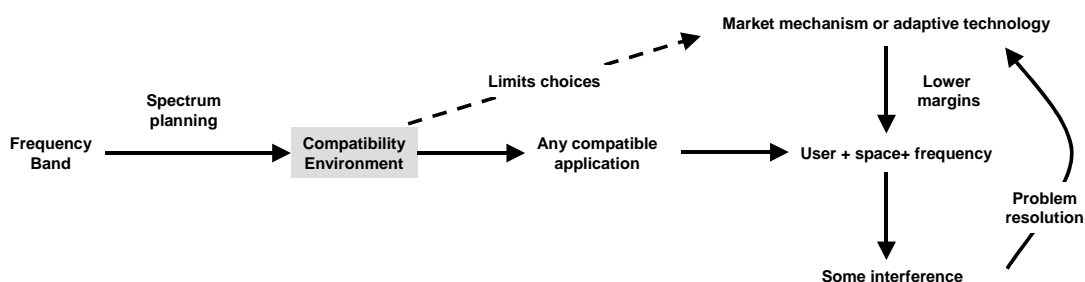 Market mechanism or adaptive technology
Limits choices
Lower
margins
Spectrum
planning
Frequency
Band
Compatibility
Environment
Any compatible
application
User + space+ frequency
Problem
resolution
Some interference